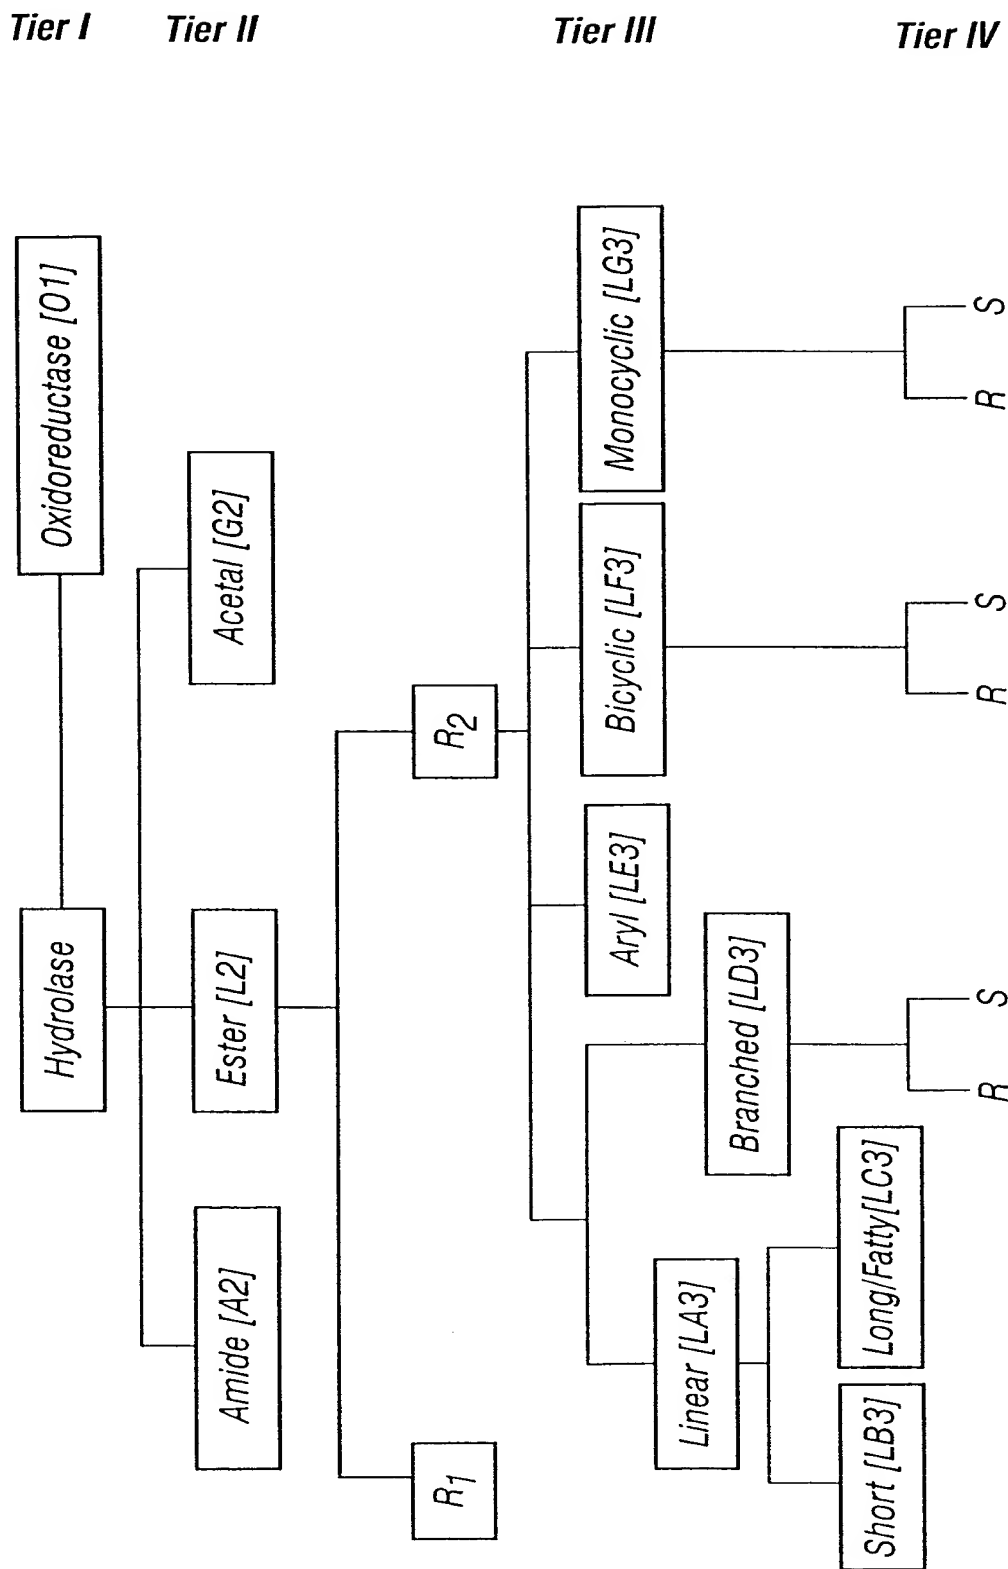 Tier I
Tier II
Tier III
Tier IV
Hydrolase
Oxidoreductase [O1]
Amide [A2]
Ester [L2]
Acetal [G2]
R1
R2
Linear [LA3]
Branched [LD3]
Aryl [LE3]
Bicyclic [LF3]
Monocyclic [LG3]
Short [LB3]
Long/Fatty[LC3]
R
S
R
S
R
S